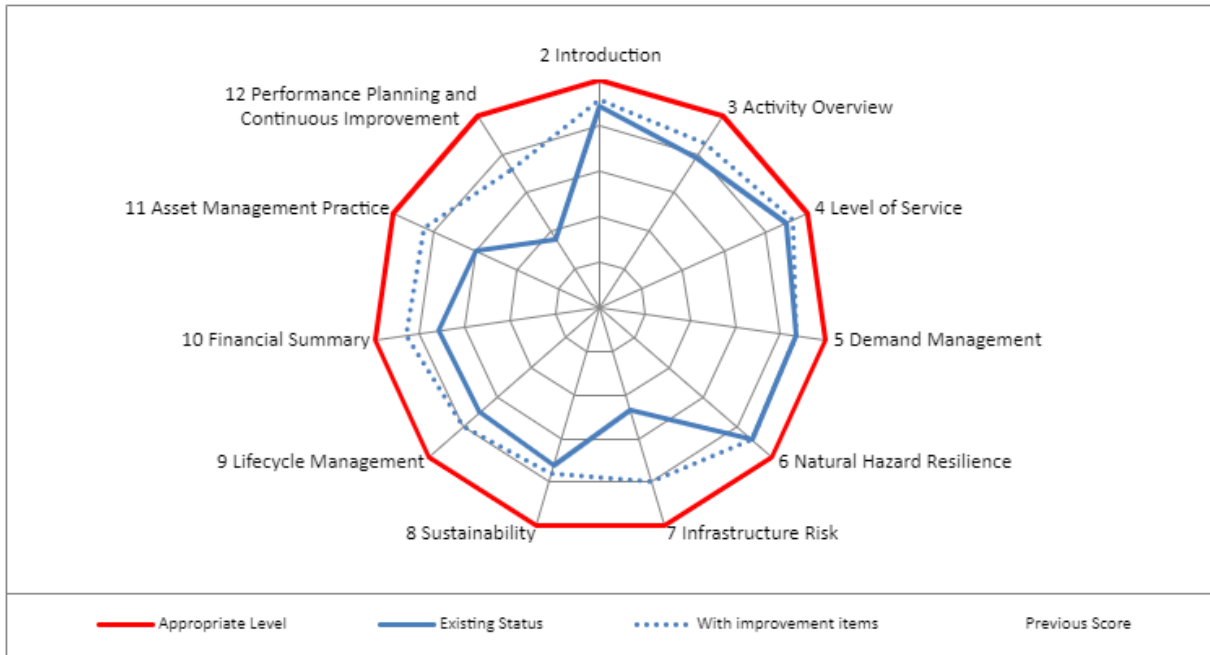 2 Introduction
3 Activity Overview
4 Level of Service
5 Demand Management
6 Natural Hazard Resilience
7 Infrastructure Risk
8 Sustainability
9 Lifecycle Management
10 Financial Summary
11 Asset Management Practice
12 Performance Planning and
Continuous Improvement
Appropriate Level
Existing Status
With improvement items
Previous Score